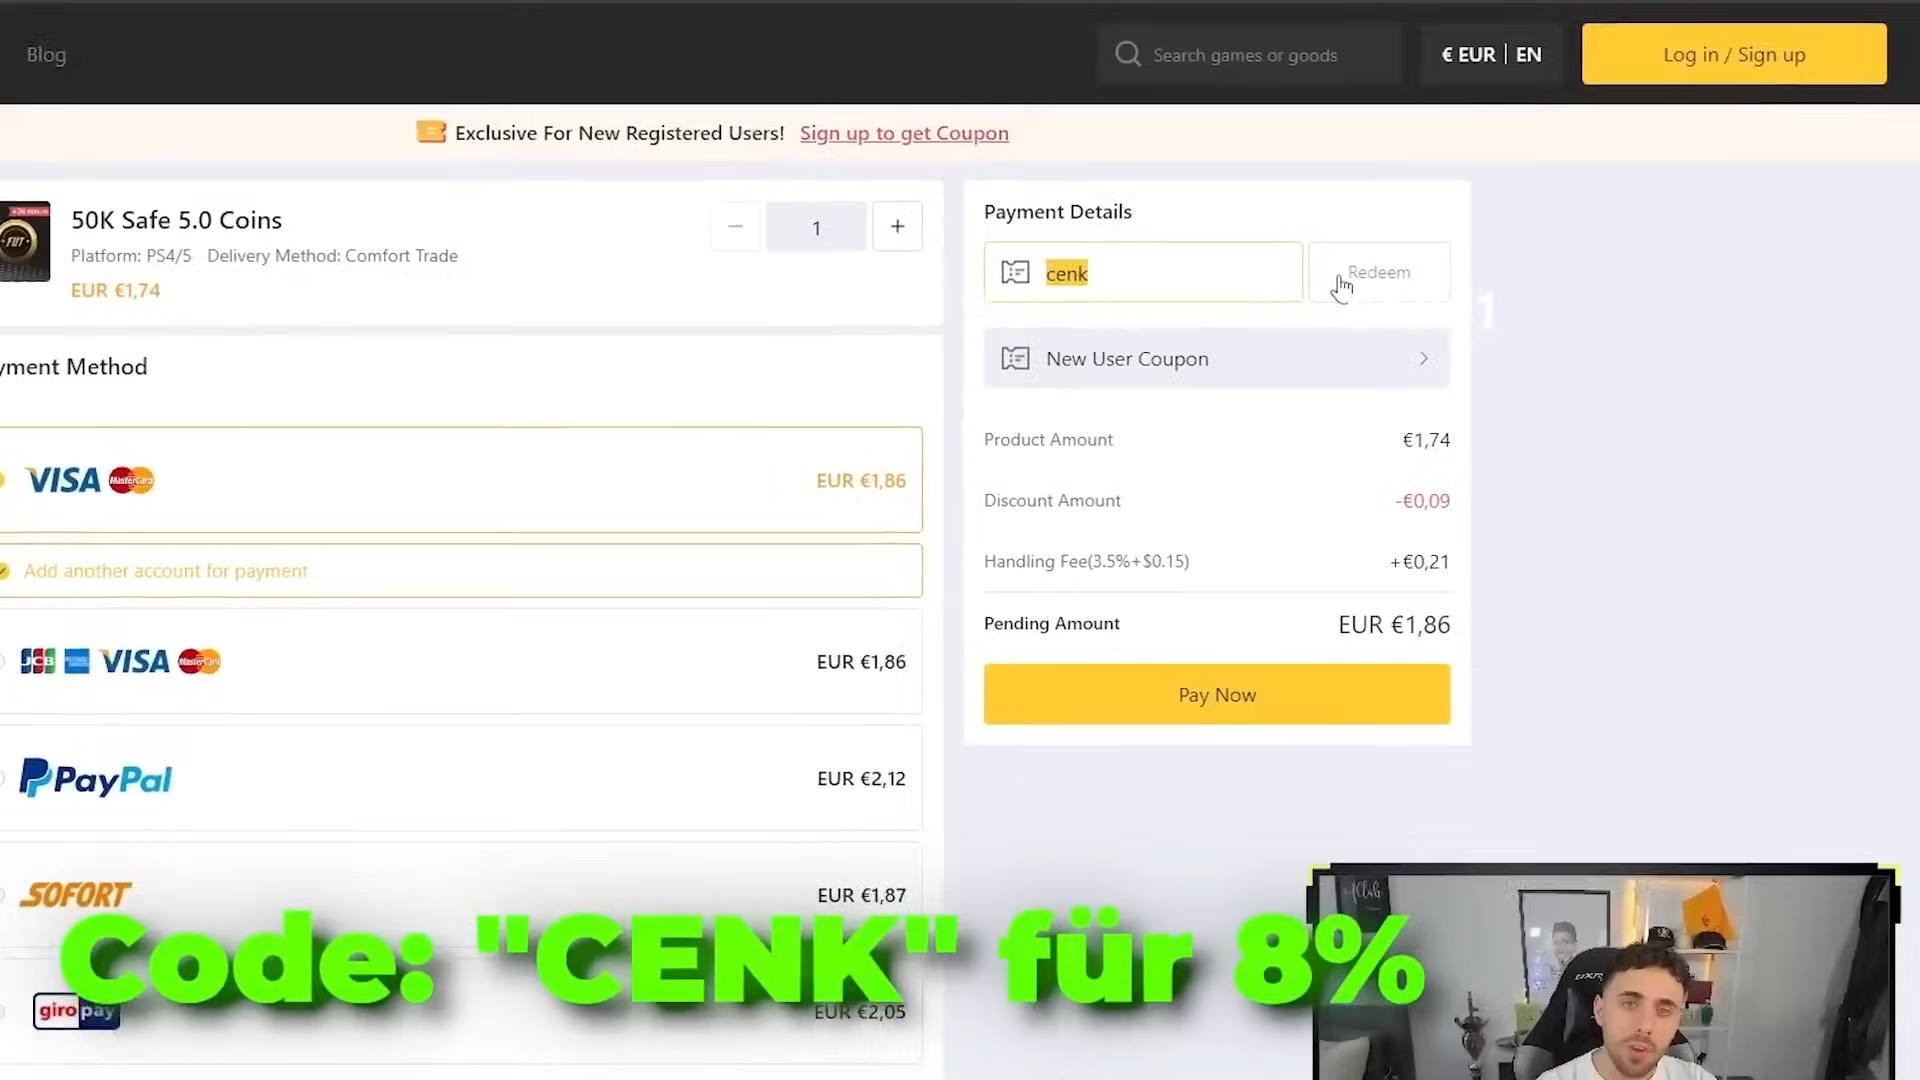 Blog
Search games or goods
€ EUR | EN
Log in / Sign up
Exclusive For New Registered Users! Sign up to get Coupon
50K Safe 5.0 Coins
Platform: PS4/5 Delivery Method: Comfort Trade
EUR €1,74
1
yment Method
VISA MasterCard EUR €1,86
Add another account for payment
JCB VISA MasterCard EUR €1,86
PayPal EUR €2,12
SOFORT EUR €1,87
giropay EUR €2,05
Payment Details
cenk
Redeem
1
New User Coupon
Product Amount €1,74
Discount Amount -€0,09
Handling Fee(3.5%+$0.15) +€0,21
Pending Amount EUR €1,86
Pay Now
Code: "CENK" für 8%
FUT